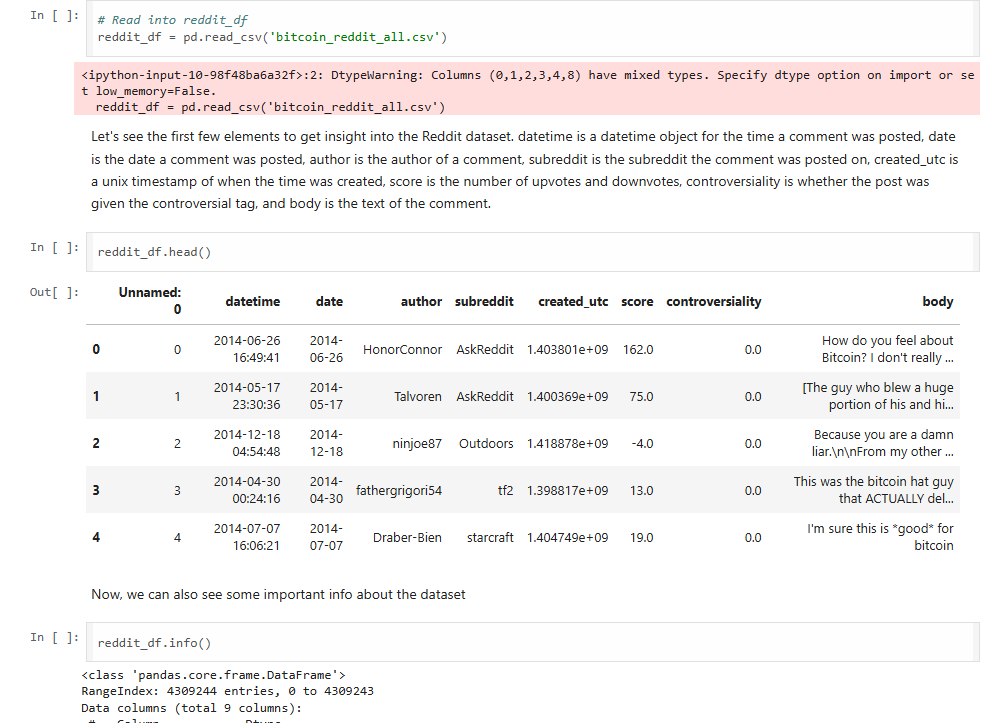 In [ ]: # Read into reddit_df
reddit_df = pd.read_csv('bitcoin_reddit_all.csv')
<ipython-input-10-98f48ba6a32f>:2: DtypeWarning: Columns (0,1,2,3,4,8) have mixed types. Specify dtype option on import or se
t low_memory=False.
  reddit_df = pd.read_csv('bitcoin_reddit_all.csv')
Let's see the first few elements to get insight into the Reddit dataset. datetime is a datetime object for the time a comment was posted, date
is the date a comment was posted, author is the author of a comment, subreddit is the subreddit the comment was posted on, created_utc is
a unix timestamp of when the time was created, score is the number of upvotes and downvotes, controversiality is whether the post was
given the controversial tag, and body is the text of the comment.
In [ ]: reddit_df.head()
Out[ ]: Unnamed: 0 datetime date author subreddit created_utc score controversiality body
0 0 2014-06-26 16:49:41 2014-06-26 HonorConnor AskReddit 1.403801e+09 162.0 0.0 How do you feel about Bitcoin? I don't really ...
1 1 2014-05-17 23:30:36 2014-05-17 Talvoren AskReddit 1.400369e+09 75.0 0.0 [The guy who blew a huge portion of his and hi...
2 2 2014-12-18 04:54:48 2014-12-18 ninjoe87 Outdoors 1.418878e+09 -4.0 0.0 Because you are a damn liar.\n\nFrom my other ...
3 3 2014-04-30 00:24:16 2014-04-30 fathergrigori54 tf2 1.398817e+09 13.0 0.0 This was the bitcoin hat guy that ACTUALLY del...
4 4 2014-07-07 16:06:21 2014-07-07 Draber-Bien starcraft 1.404749e+09 19.0 0.0 I'm sure this is *good* for bitcoin
Now, we can also see some important info about the dataset
In [ ]: reddit_df.info()
<class 'pandas.core.frame.DataFrame'>
RangeIndex: 4309244 entries, 0 to 4309243
Data columns (total 9 columns):